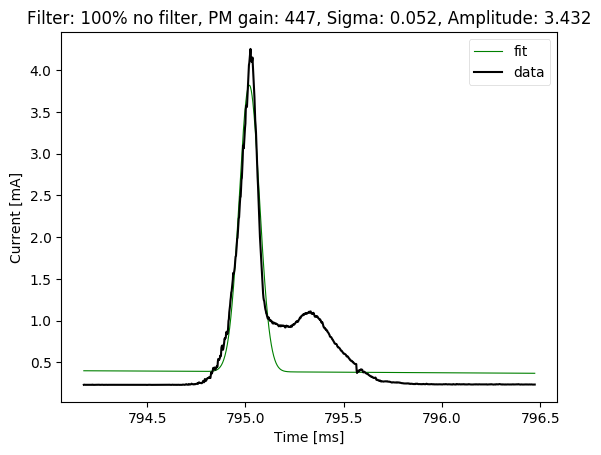 Filter: 100% no filter, PM gain: 447, Sigma: 0.052, Amplitude: 3.432
fit
data
4.0
3.5
3.0
2.5
2.0
1.5
1.0
0.5
Current [mA]
794.5
795.0
795.5
796.0
796.5
Time [ms]